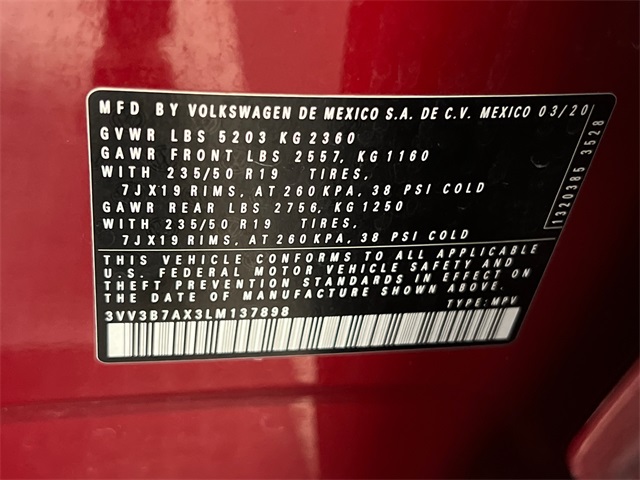 MFD BY VOLKSWAGEN DE MEXICO S.A. DE C.V. MEXICO 03/20
GVWR LBS 5203 KG 2360
GAWR FRONT LBS 2557, KG 1160
WITH 235/50 R19 TIRES,
7JX19 RIMS, AT 260 KPA, 38 PSI COLD
GAWR REAR LBS 2756, KG 1250
WITH 235/50 R19 TIRES,
7JX19 RIMS, AT 260 KPA, 38 PSI COLD
THIS VEHICLE CONFORMS TO ALL APPLICABLE
U.S. FEDERAL MOTOR VEHICLE SAFETY AND
THEFT PREVENTION STANDARDS IN EFFECT ON
THE DATE OF MANUFACTURE SHOWN ABOVE.
3VV3B7AX3LM137898 TYPE: MPV
1320385 3528